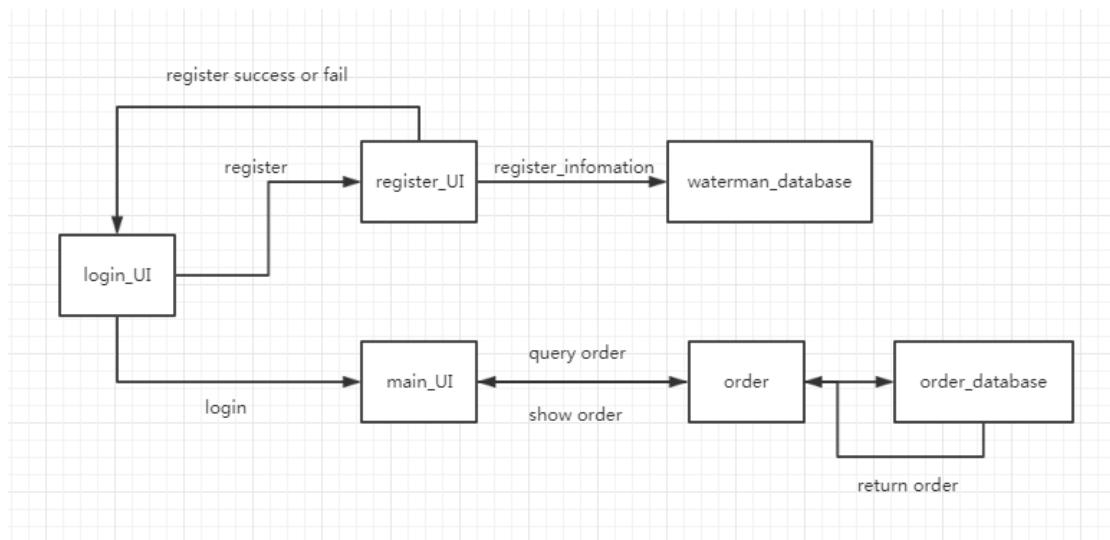 register success or fail
register
register_UI
register_infomation
waterman_database
login_UI
login
main_UI
query order
show order
order
order_database
return order